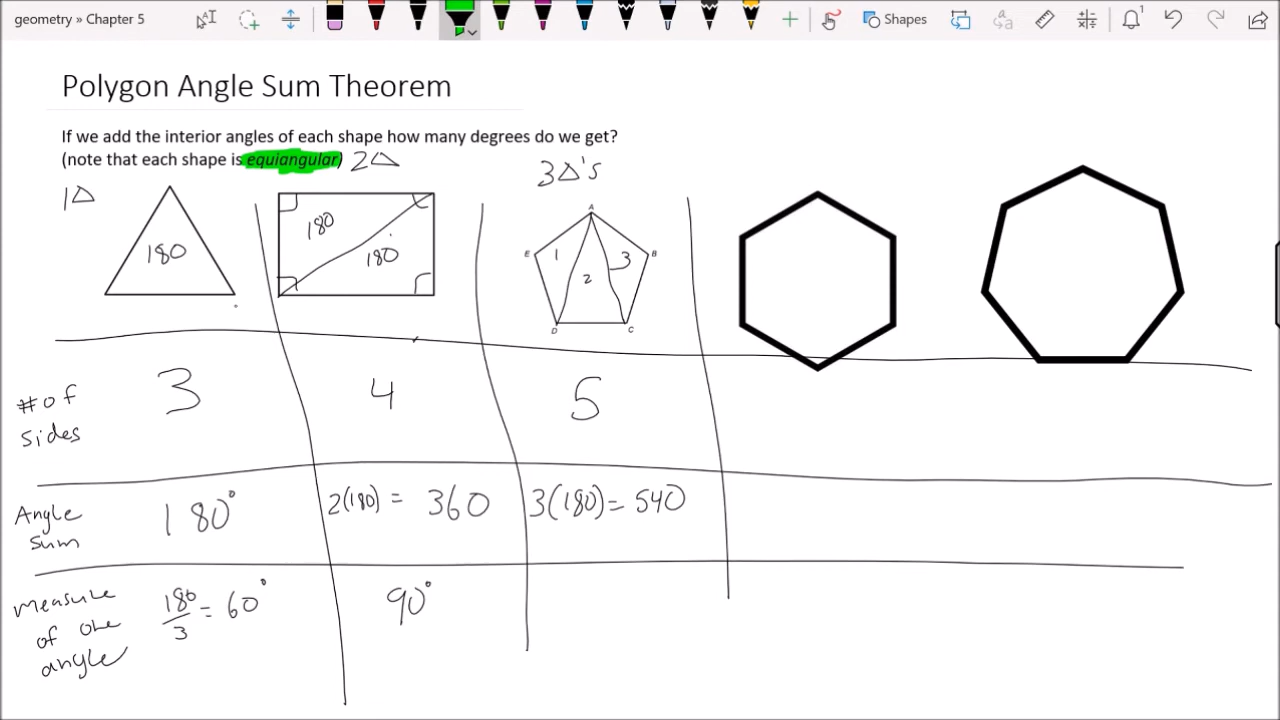 geometry » Chapter 5
Shapes
1
Polygon Angle Sum Theorem
If we add the interior angles of each shape how many degrees do we get?
(note that each shape is equiangular)
1△
2△
3△'s
180
180
180
A
E
B
D
C
1
2
3
# of sides
3
4
5
Angle sum
180°
2(180) = 360
3(180) = 540
Measure of one angle
180/3 = 60°
90°